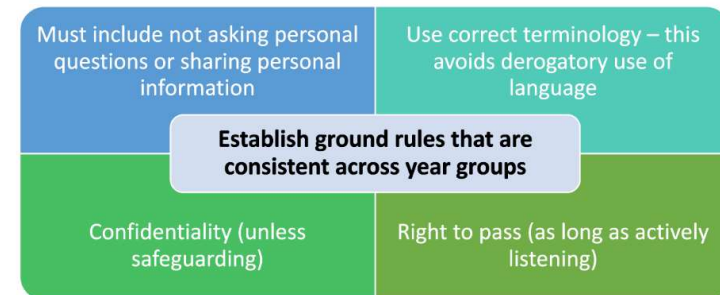 Must include not asking personal
questions or sharing personal
information
Use correct terminology – this
avoids derogatory use of
language
Establish ground rules that are
consistent across year groups
Confidentiality (unless
safeguarding)
Right to pass (as long as actively
listening)